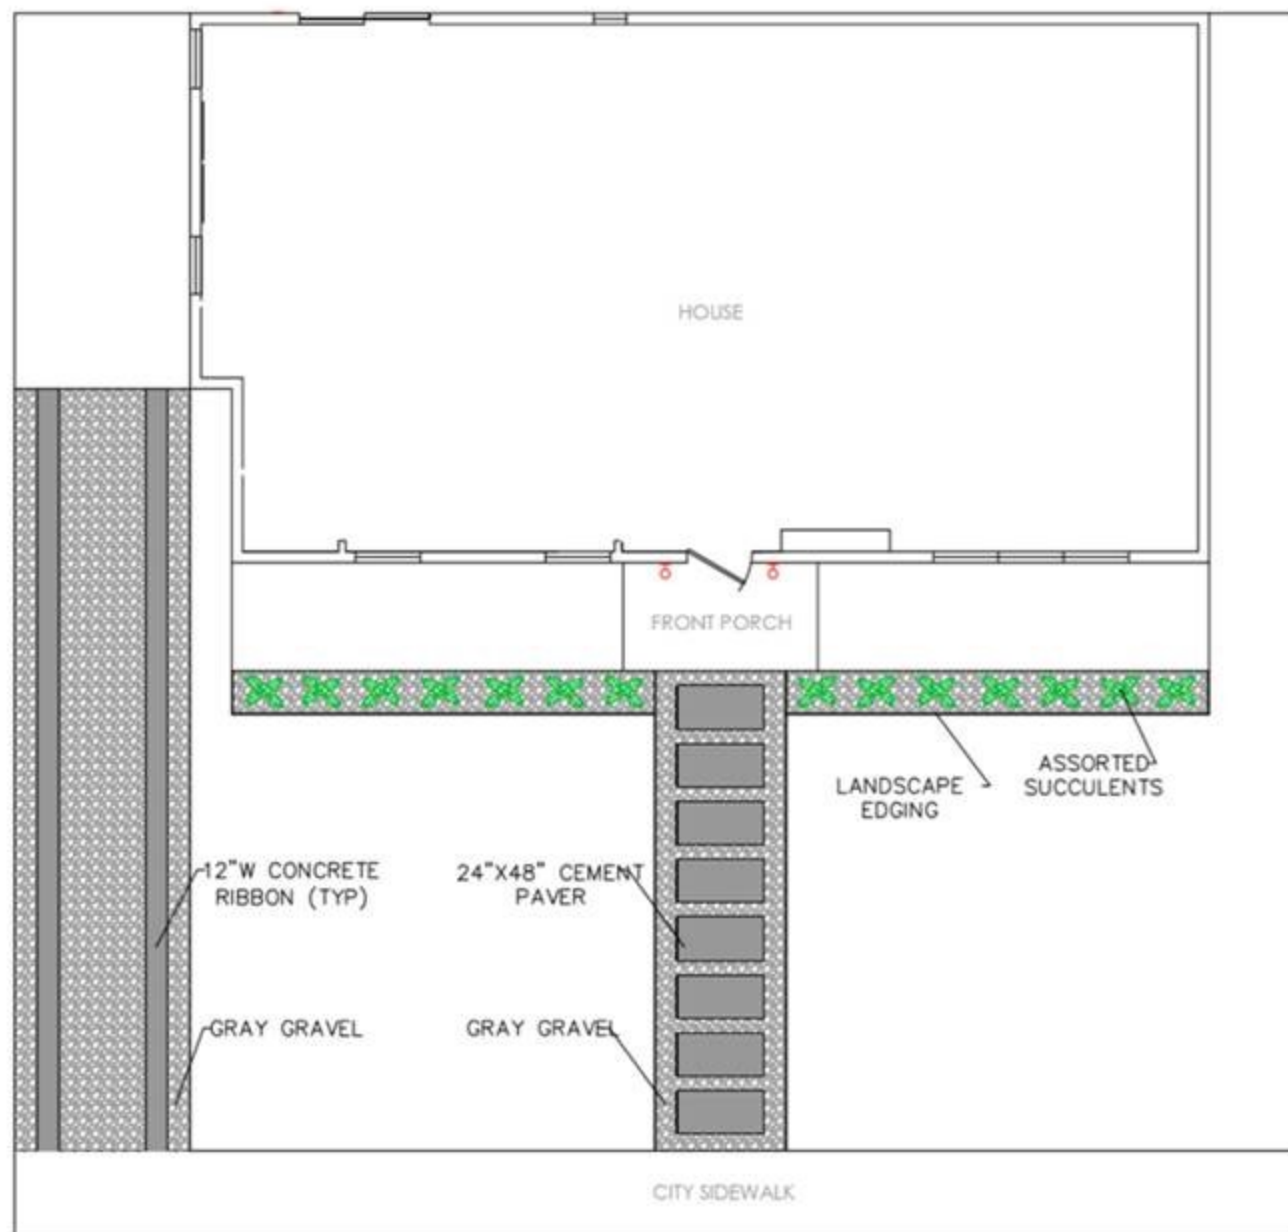 HOUSE
FRONT PORCH
ASSORTED
SUCCULENTS
LANDSCAPE
EDGING
12"W CONCRETE
RIBBON (TYP)
24"X48" CEMENT
PAVER
GRAY GRAVEL
GRAY GRAVEL
CITY SIDEWALK